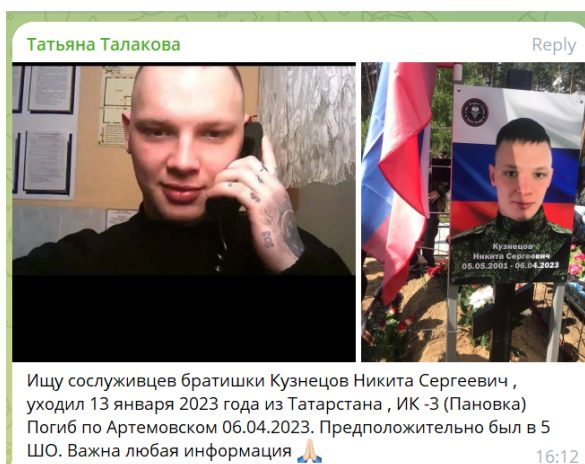 Татьяна Талакова
Reply
Кузнецов
Никита Сергеевич
05.05.2001 - 06.04.2023
Ищу сослуживцев братишки Кузнецов Никита Сергеевич ,
уходил 13 января 2023 года из Татарстана , ИК -3 (Пановка)
Погиб по Артемовском 06.04.2023. Предположительно был в 5
ШО. Важна любая информация 🙏🏻
16:12